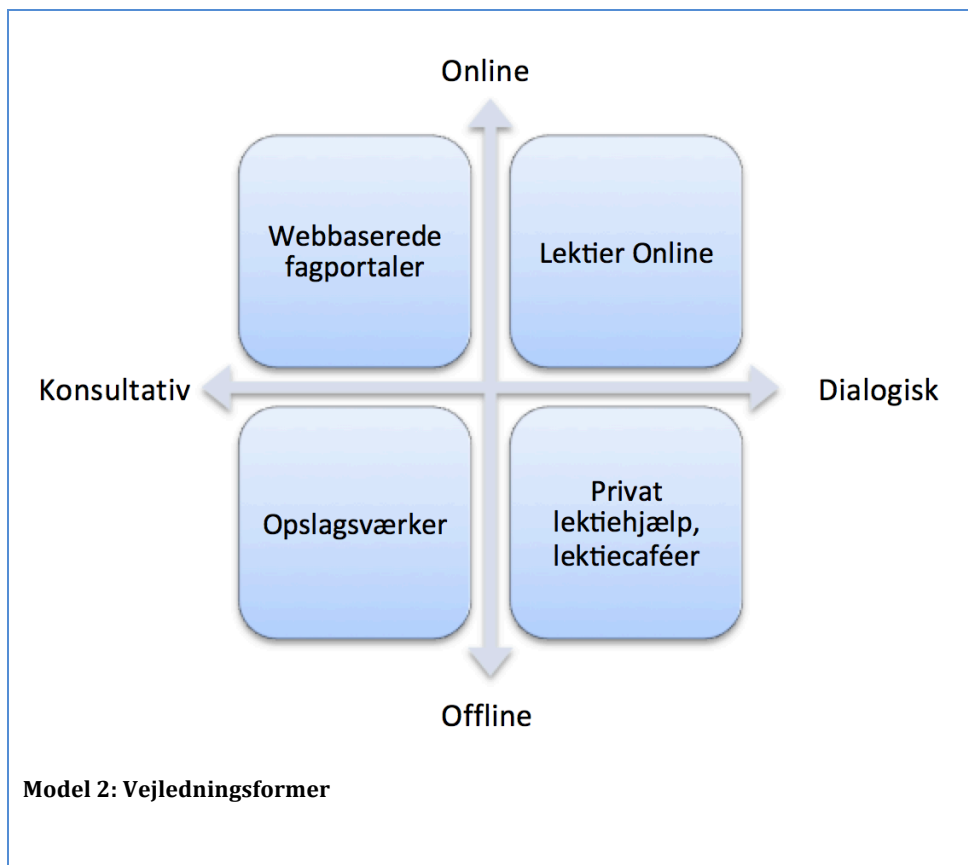 Online
Webbaserede
fagportaler
Lektier Online
Konsultativ
Dialogisk
Opslagsværker
Privat
lektiehjælp,
lektiecaféer
Offline
Model 2: Vejledningsformer